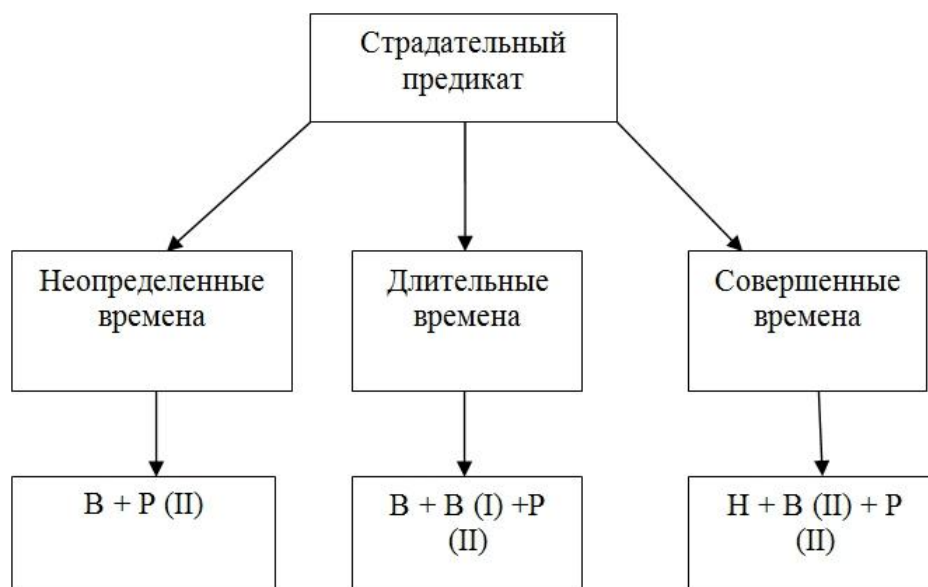 Страдательный
предикат
Неопределенные
времена
Длительные
времена
Совершенные
времена
B + P (II)
B + B (I) +P
(II)
H + B (II) + P
(II)